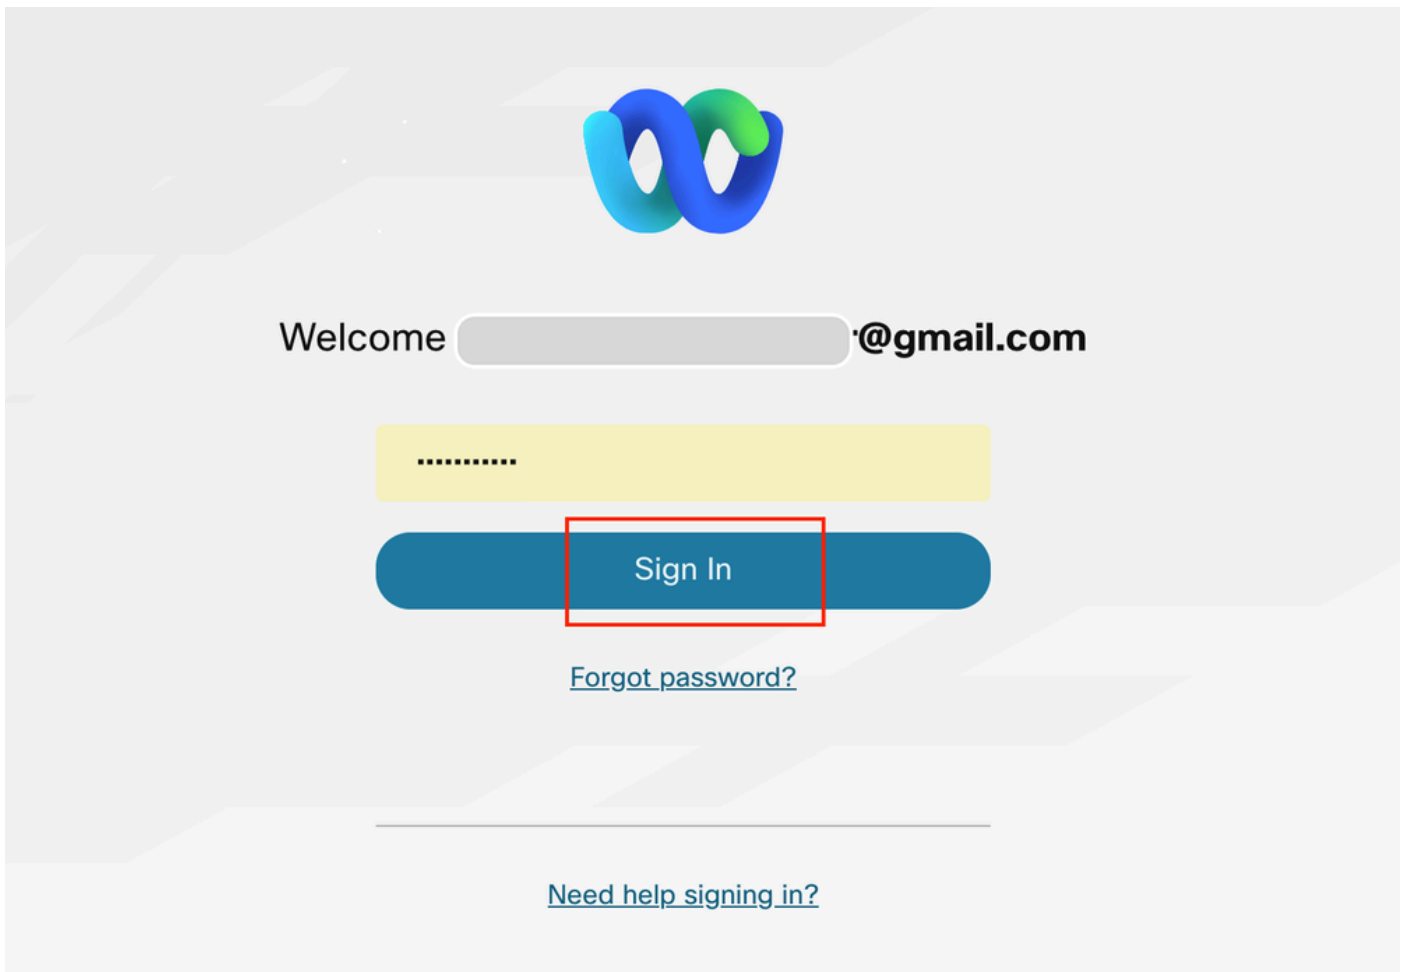 Welcome @gmail.com
•••••••••••
Sign In
Forgot password?
Need help signing in?